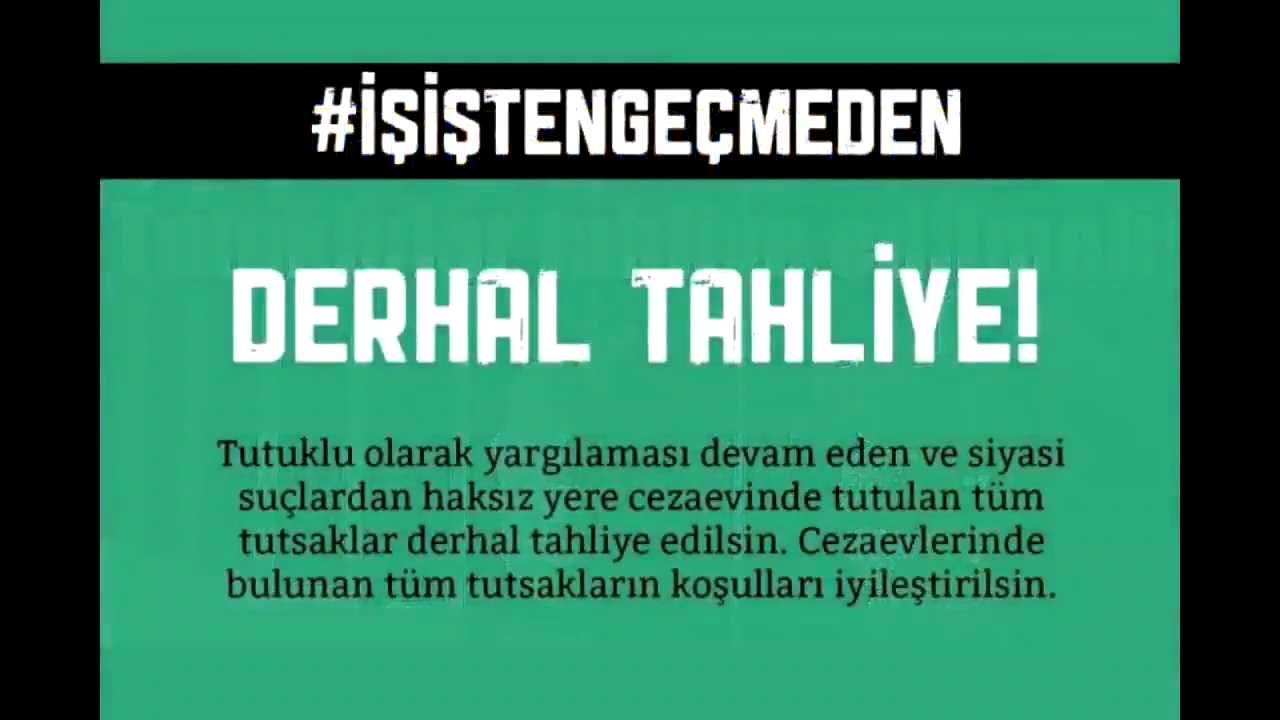 #İŞİŞTENGEÇMEDEN
DERHAL TAHLİYE!
Tutuklu olarak yargılaması devam eden ve siyasi
suçlardan haksız yere cezaevinde tutulan tüm
tutsaklar derhal tahliye edilsin. Cezaevlerinde
bulunan tüm tutsakların koşulları iyileştirilsin.